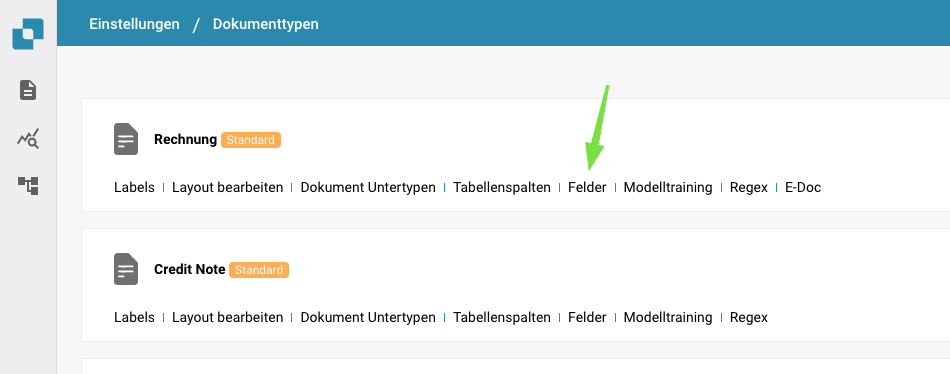 Einstellungen / Dokumenttypen
Rechnung Standard
Labels | Layout bearbeiten | Dokument Untertypen | Tabellenspalten | Felder | Modelltraining | Regex | E-Doc
Credit Note Standard
Labels | Layout bearbeiten | Dokument Untertypen | Tabellenspalten | Felder | Modelltraining | Regex